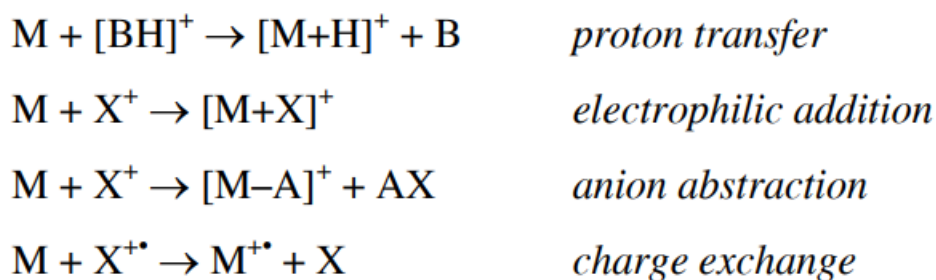 M + [BH]⁺ → [M+H]⁺ + B proton transfer
M + X⁺ → [M+X]⁺ electrophilic addition
M + X⁺ → [M–A]⁺ + AX anion abstraction
M + X⁺• → M⁺• + X charge exchange